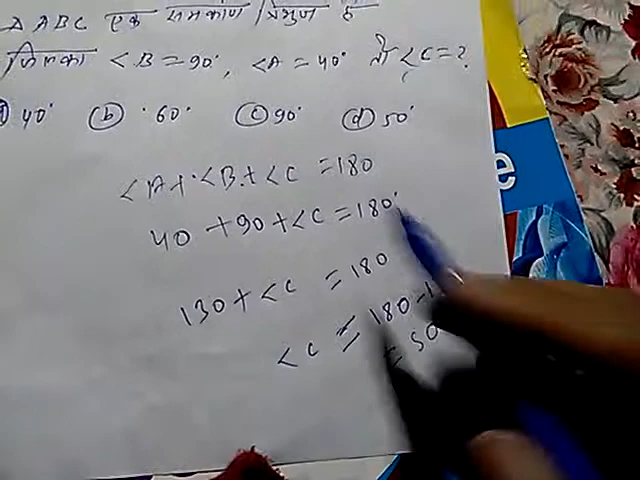 Δ ABC एक समकोण त्रिभुज है
जिसका <B = 90°, <A = 40° तो <C = ?
40° (b) 60° (c) 90° (d) 50°
<A + <B + <C = 180
40 + 90 + <C = 180°
130 + <C = 180
<C = 180 -
= 50
e